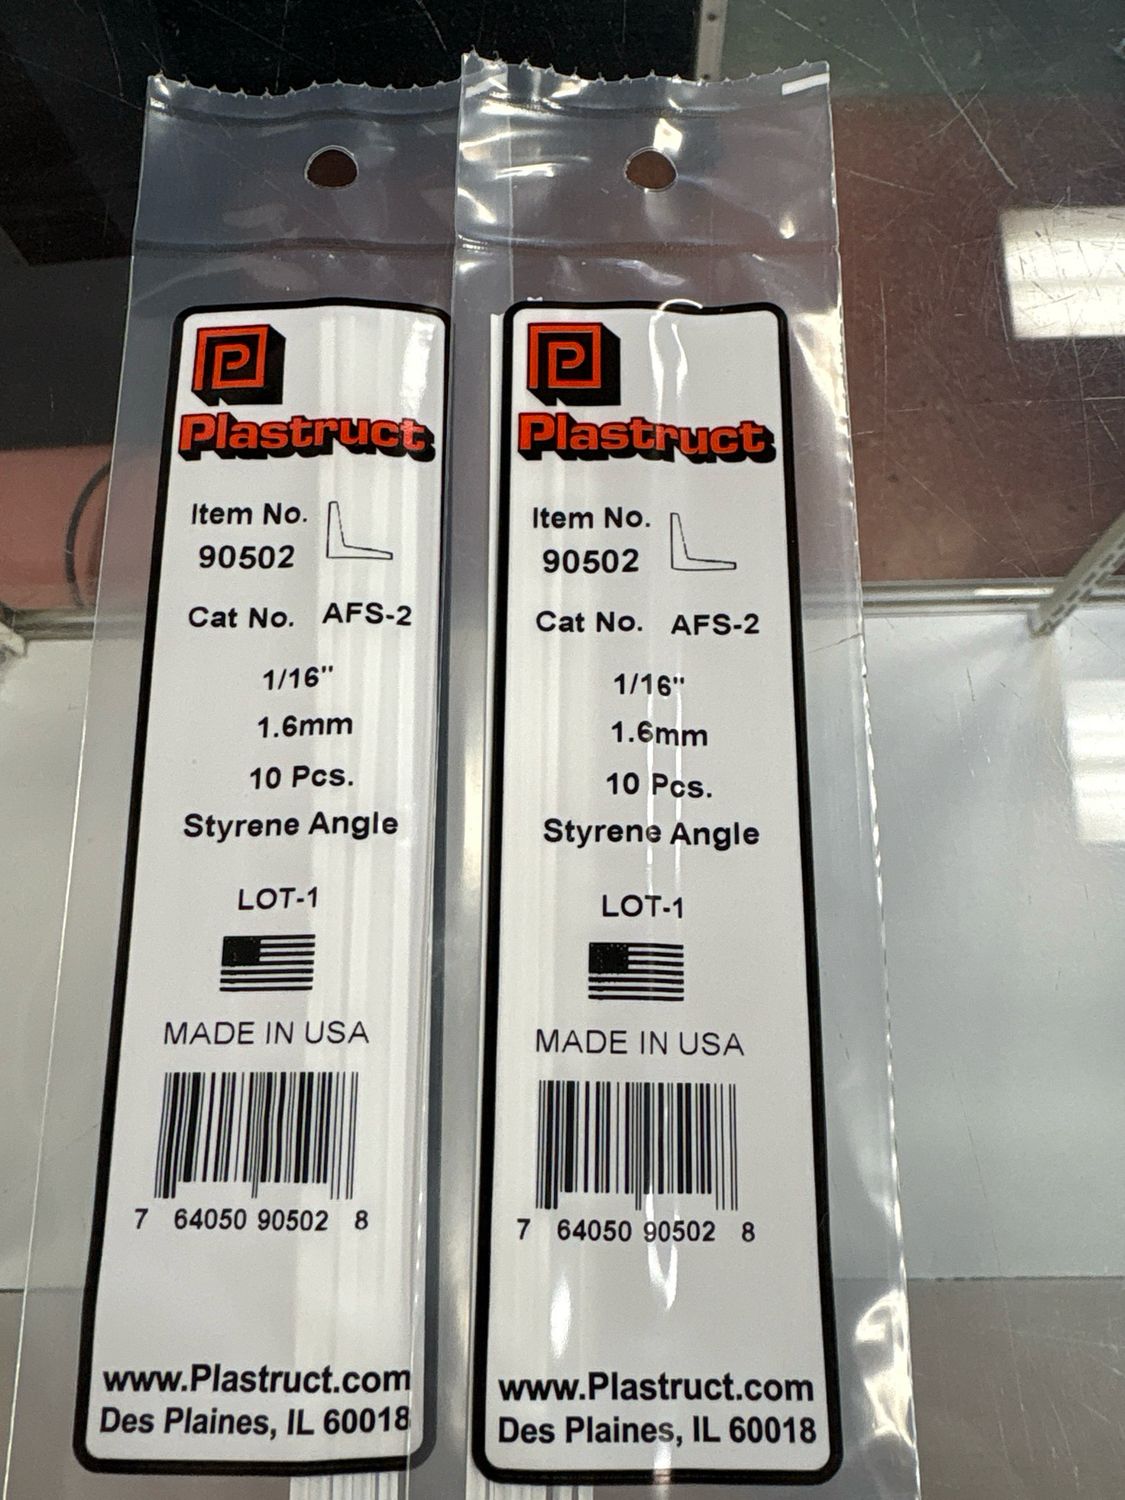 P
Plastruct
Item No.
90502
Cat No. AFS-2
1/16"
1.6mm
10 Pcs.
Styrene Angle
LOT-1
MADE IN USA
7 64050 90502 8
www.Plastruct.com
Des Plaines, IL 60018
P
Plastruct
Item No.
90502
Cat No. AFS-2
1/16"
1.6mm
10 Pcs.
Styrene Angle
LOT-1
MADE IN USA
7 64050 90502 8
www.Plastruct.com
Des Plaines, IL 60018